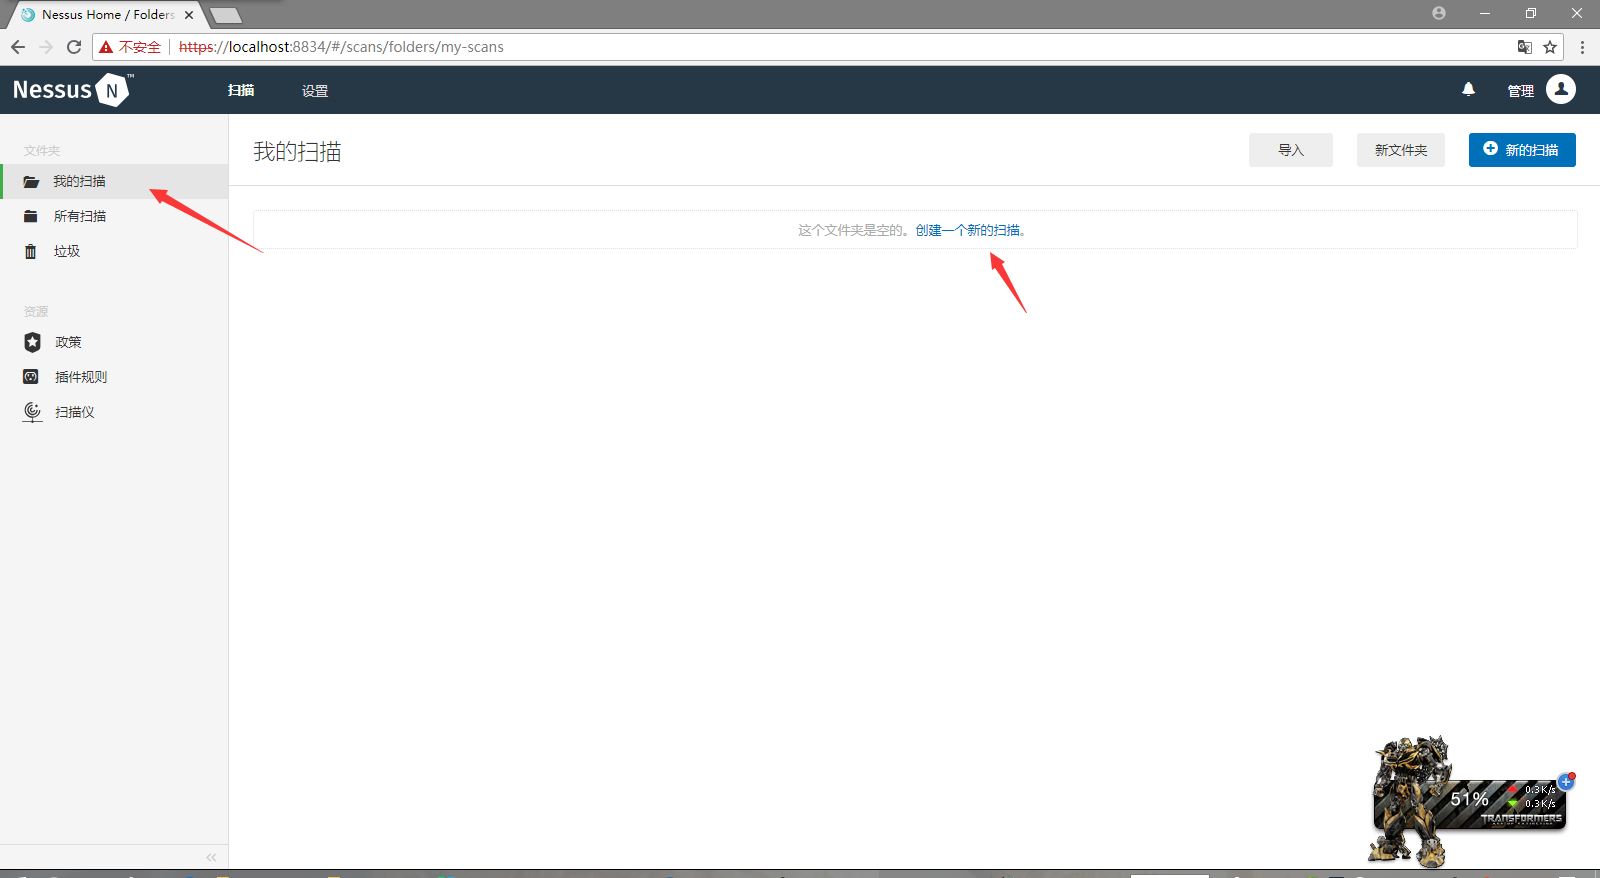 Nessus Home / Folders
不安全 https://localhost:8834/#/scans/folders/my-scans
Nessus N ™ 扫描 设置 管理
文件夹
我的扫描
所有扫描
垃圾
资源
政策
插件规则
扫描仪
我的扫描 导入 新文件夹 新的扫描
这个文件夹是空的。创建一个新的扫描。
51% 0.3K/s
0.3K/s
TRANSFORMERS